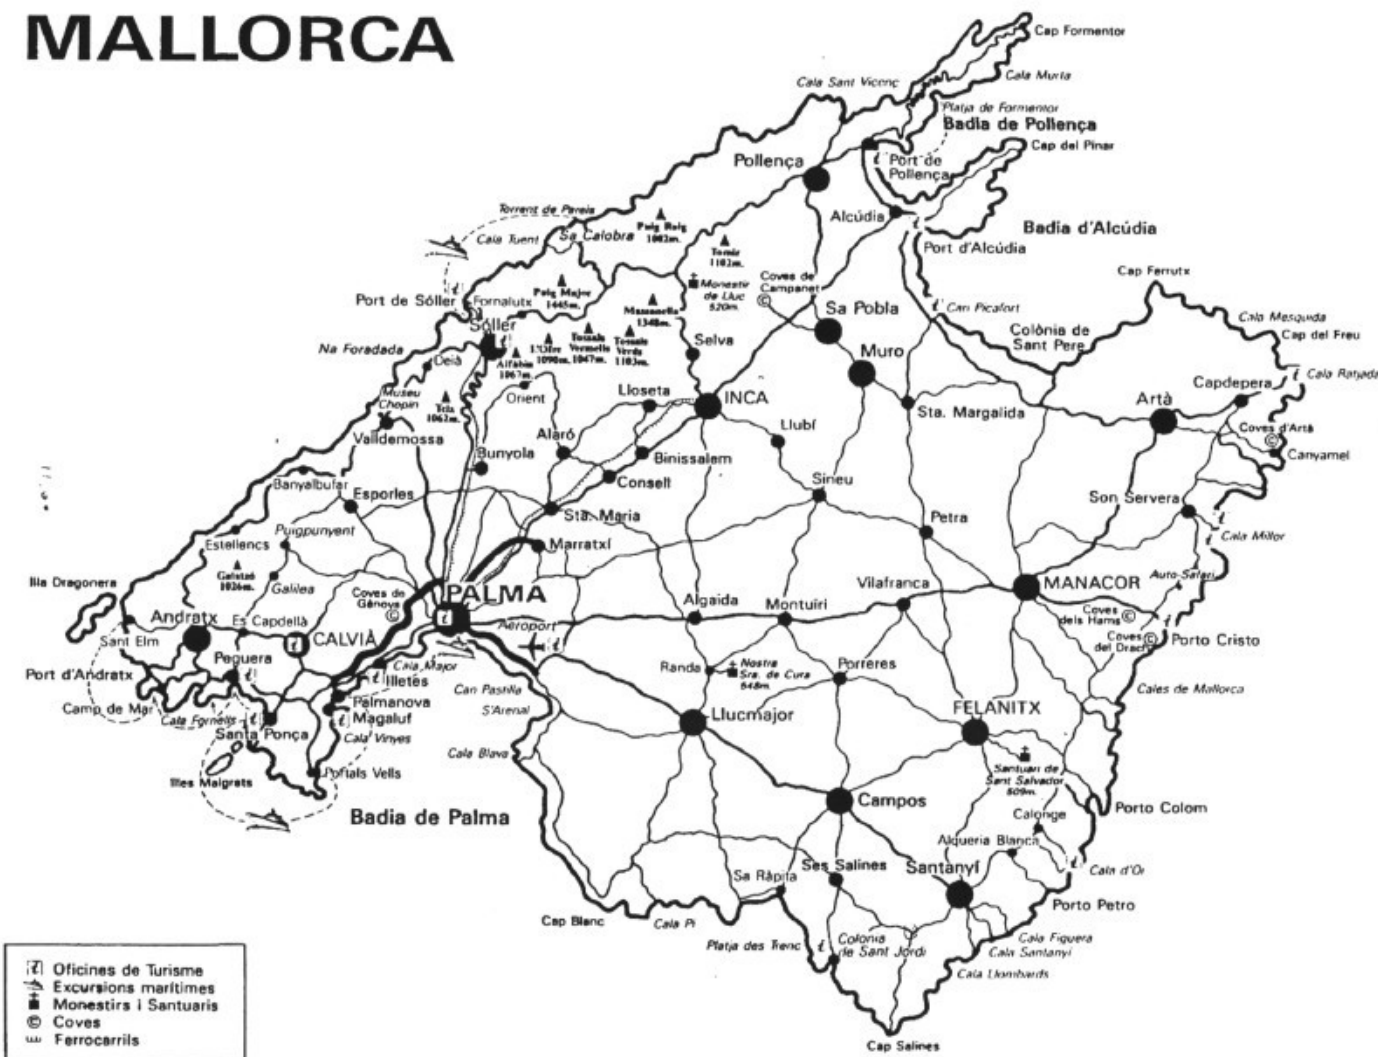 MALLORCA
Cap Formentor
Cala Murta
Cala Sant Vicenç
Platja de Formentor
Badia de Pollença
Cap del Pinar
Pollença
Port de
Pollença
Alcúdia
Badia d'Alcúdia
Port d'Alcúdia
Torrent de Pareis
Cala Tuent
Sa Calobra
Puig Roig
1002m.
Tomir
1102m.
Monestir
de Lluc
520m.
Coves de
Campanet
Cap Ferrutx
Port de Sóller
Fornalutx
Puig Major
1445m.
Massanella
1348m.
Sa Pobla
Can Picafort
Colònia de
Sant Pere
Cala Mesquida
Cap del Freu
Sóller
Na Foradada
Deià
Alfàbia
1067m.
L'Ofre
1090m.
Tossals
Vermells
1047m.
Tossals
Verds
1103m.
Selva
Muro
Cala Ratjada
Capdepera
Museu
Chopin
Teix
1062m.
Orient
Lloseta
INCA
Sta. Margalida
Artà
Coves d'Artà
Canyamel
Valldemossa
Bunyola
Alaró
Binissalem
Llubí
Banyalbufar
Esporles
Consell
Sineu
Son Servera
Sta. Maria
Petra
Cala Millor
Puigpunyent
Estellencs
Marratxí
Galatzó
1026m.
Galilea
Illa Dragonera
Coves de
Gènova
PALMA
Vilafranca
MANACOR
Auto-Safari
Andratx
Es Capdellà
CALVIÀ
Aeroport
Algaida
Montuïri
Coves
dels Hams
Coves
del Drach
Porto Cristo
Sant Elm
Peguera
Cala Major
Illetes
Randa
Nostra
Sra. de Cura
548m.
Porreres
Port d'Andratx
Camp de Mar
Cala Fornells
Palmanova
Magaluf
Can Pastilla
S'Arenal
Cales de Mallorca
Santa Ponça
Cala Vinyes
Llucmajor
FELANITX
Cala Blava
Illes Malgrats
Portals Vells
Santuari de
Sant Salvador
509m.
Badia de Palma
Campos
Porto Colom
Calonge
Alqueria Blanca
Sa Ràpita
Ses Salines
Santanyí
Cala d'Or
Porto Petro
Cap Blanc
Cala Pi
Platja des Trenc
Colonia
de Sant Jordi
Cala Figuera
Cala Santanyí
Cala Llombards
Cap Salines
Oficines de Turisme
Excursions marítimes
Monestirs i Santuaris
Coves
Ferrocarrils